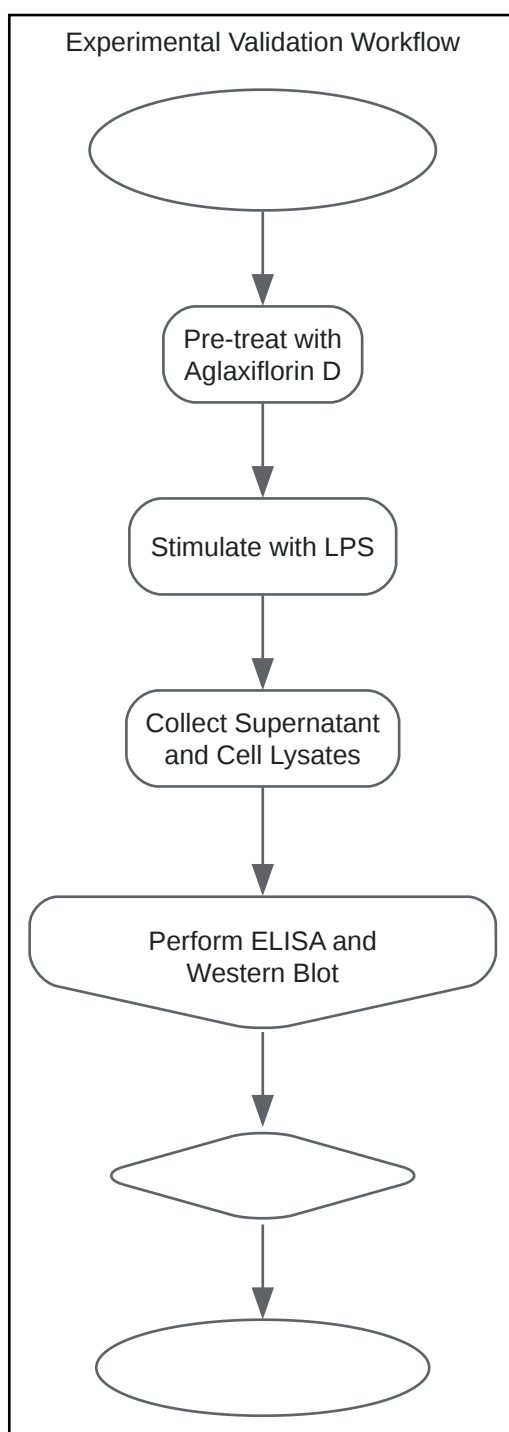 Experimental Validation Workflow
Pre-treat with
Aglaxiflorin D
Stimulate with LPS
Collect Supernatant
and Cell Lysates
Perform ELISA and
Western Blot